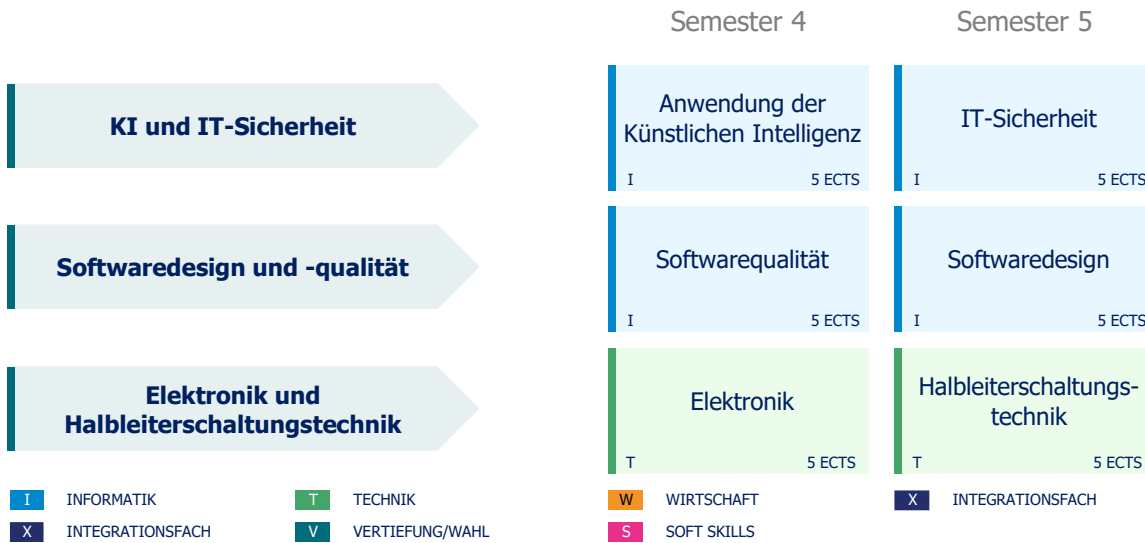 Semester 4
Semester 5
KI und IT-Sicherheit
Anwendung der
Künstlichen Intelligenz
I 5 ECTS
IT-Sicherheit
I 5 ECTS
Softwaredesign und -qualität
Softwarequalität
I 5 ECTS
Softwaredesign
I 5 ECTS
Elektronik und
Halbleiterschaltungstechnik
Elektronik
T 5 ECTS
Halbleiterschaltungs-
technik
T 5 ECTS
I INFORMATIK
T TECHNIK
W WIRTSCHAFT
X INTEGRATIONSFACH
X INTEGRATIONSFACH
V VERTIEFUNG/WAHL
S SOFT SKILLS